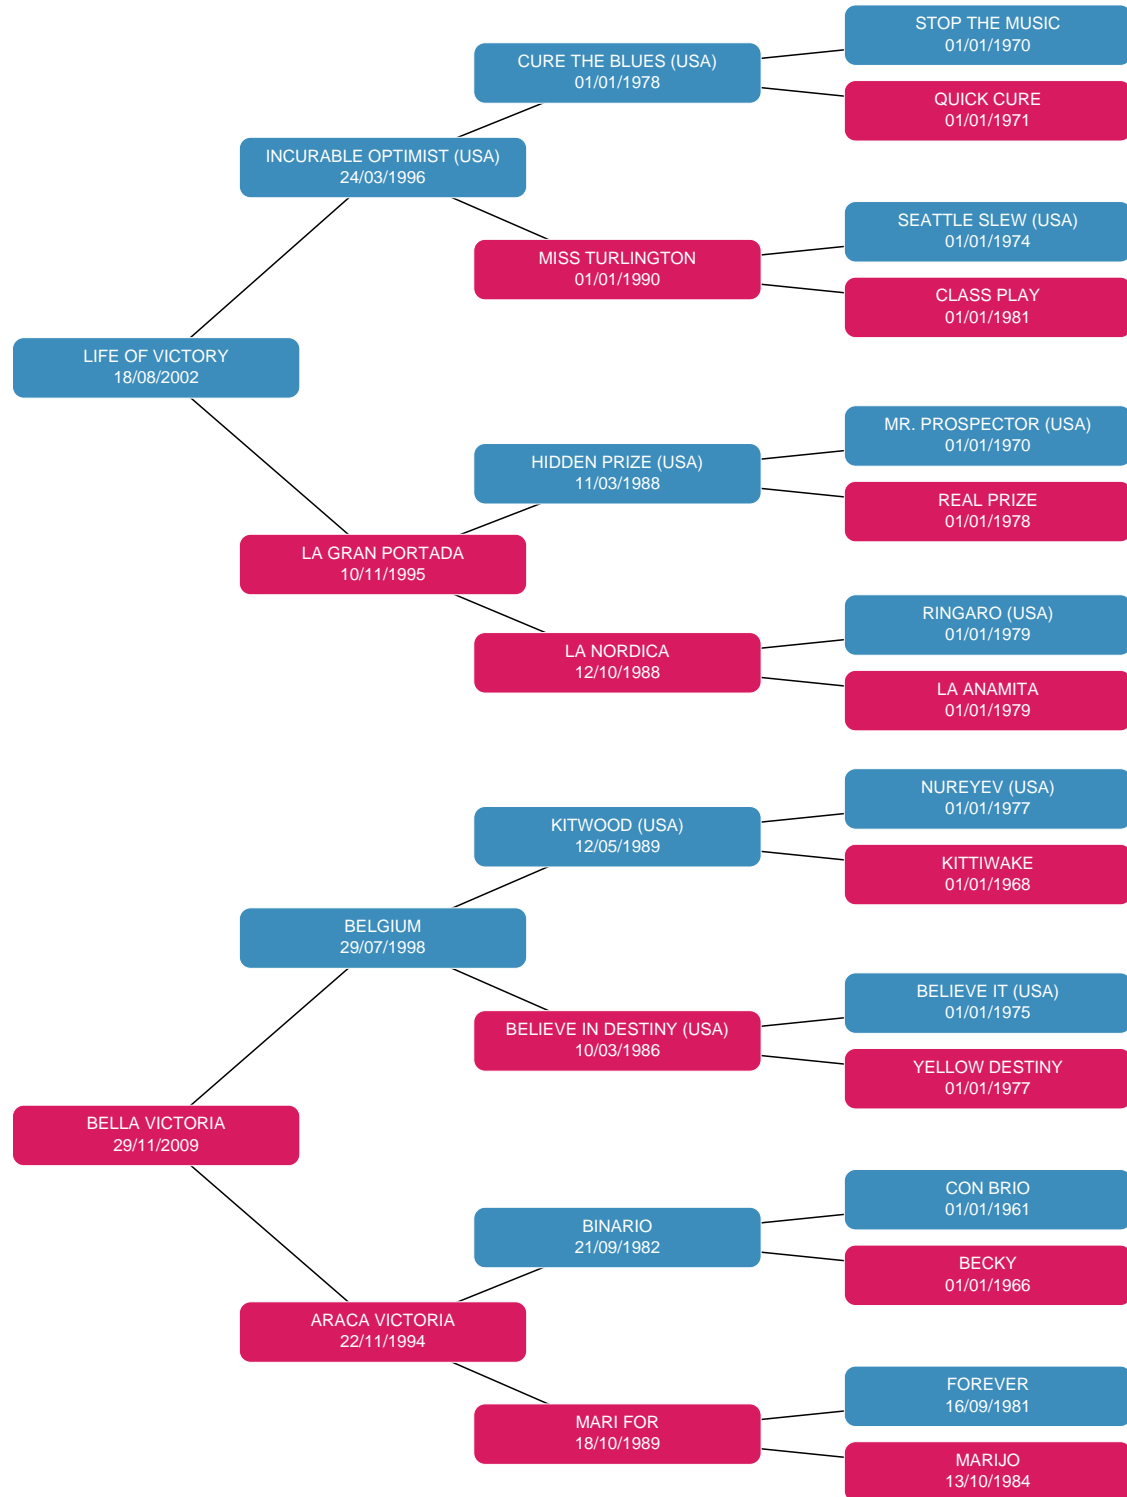 STOP THE MUSIC
01/01/1970
CURE THE BLUES (USA)
01/01/1978
QUICK CURE
01/01/1971
INCURABLE OPTIMIST (USA)
24/03/1996
SEATTLE SLEW (USA)
01/01/1974
MISS TURLINGTON
01/01/1990
CLASS PLAY
01/01/1981
LIFE OF VICTORY
18/08/2002
MR. PROSPECTOR (USA)
01/01/1970
HIDDEN PRIZE (USA)
11/03/1988
REAL PRIZE
01/01/1978
LA GRAN PORTADA
10/11/1995
RINGARO (USA)
01/01/1979
LA NORDICA
12/10/1988
LA ANAMITA
01/01/1979
NUREYEV (USA)
01/01/1977
KITWOOD (USA)
12/05/1989
KITTIWAKE
01/01/1968
BELGIUM
29/07/1998
BELIEVE IT (USA)
01/01/1975
BELIEVE IN DESTINY (USA)
10/03/1986
YELLOW DESTINY
01/01/1977
BELLA VICTORIA
29/11/2009
CON BRIO
01/01/1961
BINARIO
21/09/1982
BECKY
01/01/1966
ARACA VICTORIA
22/11/1994
FOREVER
16/09/1981
MARI FOR
18/10/1989
MARIJO
13/10/1984